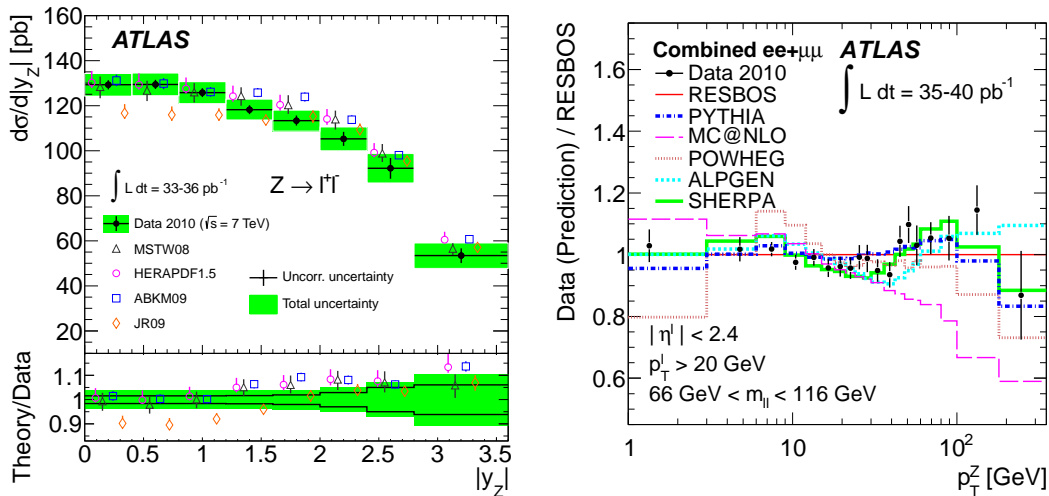 dσ/d|y_Z| [pb]
160
140
120
100
80
60
40
20
ATLAS
∫ L dt = 33-36 pb⁻¹
Z → l⁺l⁻
Data 2010 (√s = 7 TeV)
MSTW08
HERAPDF1.5
ABKM09
JR09
Uncorr. uncertainty
Total uncertainty
Theory/Data
1.1
1
0.9
0 0.5 1 1.5 2 2.5 3 3.5
|y_Z|
Data (Prediction) / RESBOS
1.6
1.4
1.2
1.0
0.8
0.6
Combined ee+μμ
ATLAS
Data 2010
RESBOS
PYTHIA
MC@NLO
POWHEG
ALPGEN
SHERPA
∫ L dt = 35-40 pb⁻¹
|η^l| < 2.4
p_T^l > 20 GeV
66 GeV < m_ll < 116 GeV
1 10 10²
p_T^Z [GeV]